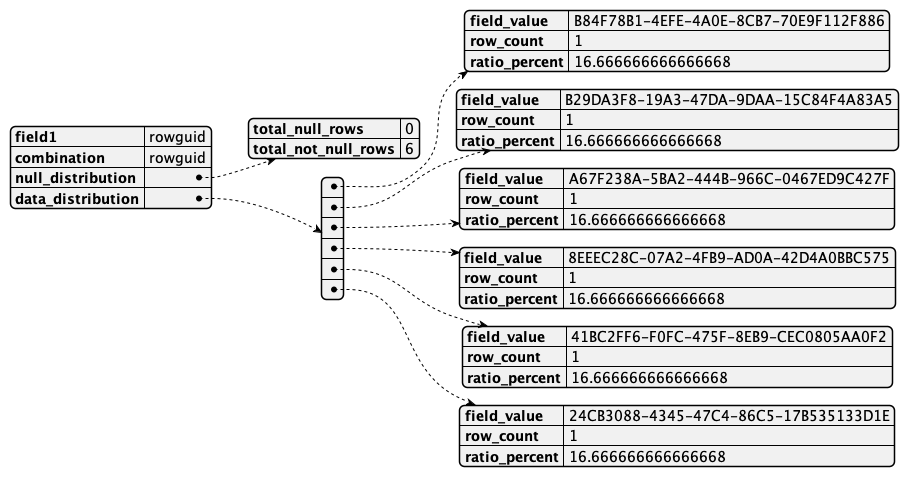 field1 rowguid
combination rowguid
null_distribution
data_distribution
total_null_rows 0
total_not_null_rows 6
field_value B84F78B1-4EFE-4A0E-8CB7-70E9F112F886
row_count 1
ratio_percent 16.666666666666668
field_value B29DA3F8-19A3-47DA-9DAA-15C84F4A83A5
row_count 1
ratio_percent 16.666666666666668
field_value A67F238A-5BA2-444B-966C-0467ED9C427F
row_count 1
ratio_percent 16.666666666666668
field_value 8EEEC28C-07A2-4FB9-AD0A-42D4A0BBC575
row_count 1
ratio_percent 16.666666666666668
field_value 41BC2FF6-F0FC-475F-8EB9-CEC0805AA0F2
row_count 1
ratio_percent 16.666666666666668
field_value 24CB3088-4345-47C4-86C5-17B535133D1E
row_count 1
ratio_percent 16.666666666666668